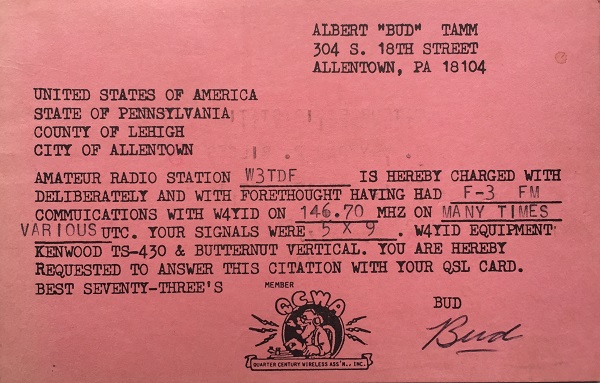 ALBERT "BUD" TAMM
304 S. 18TH STREET
ALLENTOWN, PA 18104
UNITED STATES OF AMERICA
STATE OF PENNSYLVANIA
COUNTY OF LEHIGH
CITY OF ALLENTOWN
AMATEUR RADIO STATION W3TDF IS HEREBY CHARGED WITH
DELIBERATELY AND WITH FORETHOUGHT HAVING HAD F-3 FM
COMMUICATIONS WITH W4YID ON 146.70 MHZ ON MANY TIMES
VARIOUS UTC. YOUR SIGNALS WERE 5 X 9. W4YID EQUIPMENT
KENWOOD TS-430 & BUTTERNUT VERTICAL. YOU ARE HEREBY
REQUESTED TO ANSWER THIS CITATION WITH YOUR QSL CARD.
BEST SEVENTY-THREE'S
MEMBER
QCWA
QUARTER CENTURY WIRELESS ASS'N., INC.
BUD
Bud